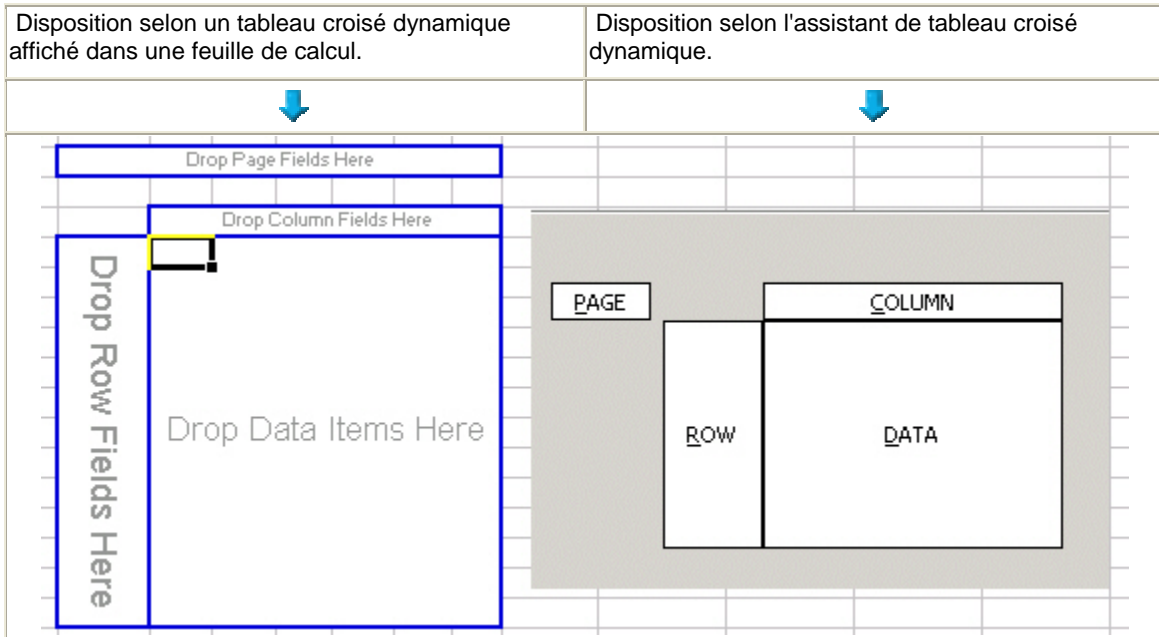 Disposition selon un tableau croisé dynamique
affiché dans une feuille de calcul.
Disposition selon l'assistant de tableau croisé
dynamique.
Drop Page Fields Here
Drop Column Fields Here
Drop Row Fields Here
Drop Data Items Here
PAGE
COLUMN
ROW
DATA